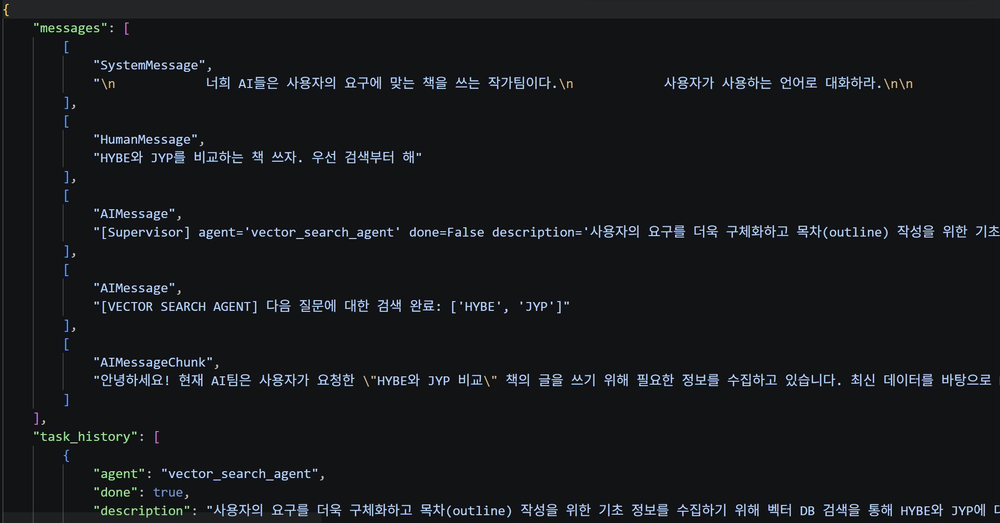 {
"messages": [
[
"SystemMessage",
"\n            너희 AI들은 사용자의 요구에 맞는 책을 쓰는 작가팀이다.\n            사용자가 사용하는 언어로 대화하라.\n\n
],
[
"HumanMessage",
"HYBE와 JYP를 비교하는 책 쓰자. 우선 검색부터 해"
],
[
"AIMessage",
"[Supervisor] agent='vector_search_agent' done=False description='사용자의 요구를 더욱 구체화하고 목차(outline) 작성을 위한 기초
],
[
"AIMessage",
"[VECTOR SEARCH AGENT] 다음 질문에 대한 검색 완료: ['HYBE', 'JYP']"
],
[
"AIMessageChunk",
"안녕하세요! 현재 AI팀은 사용자가 요청한 \"HYBE와 JYP 비교\" 책의 글을 쓰기 위해 필요한 정보를 수집하고 있습니다. 최신 데이터를 바탕으로
]
],
"task_history": [
{
"agent": "vector_search_agent",
"done": true,
"description": "사용자의 요구를 더욱 구체화하고 목차(outline) 작성을 위한 기초 정보를 수집하기 위해 벡터 DB 검색을 통해 HYBE와 JYP에